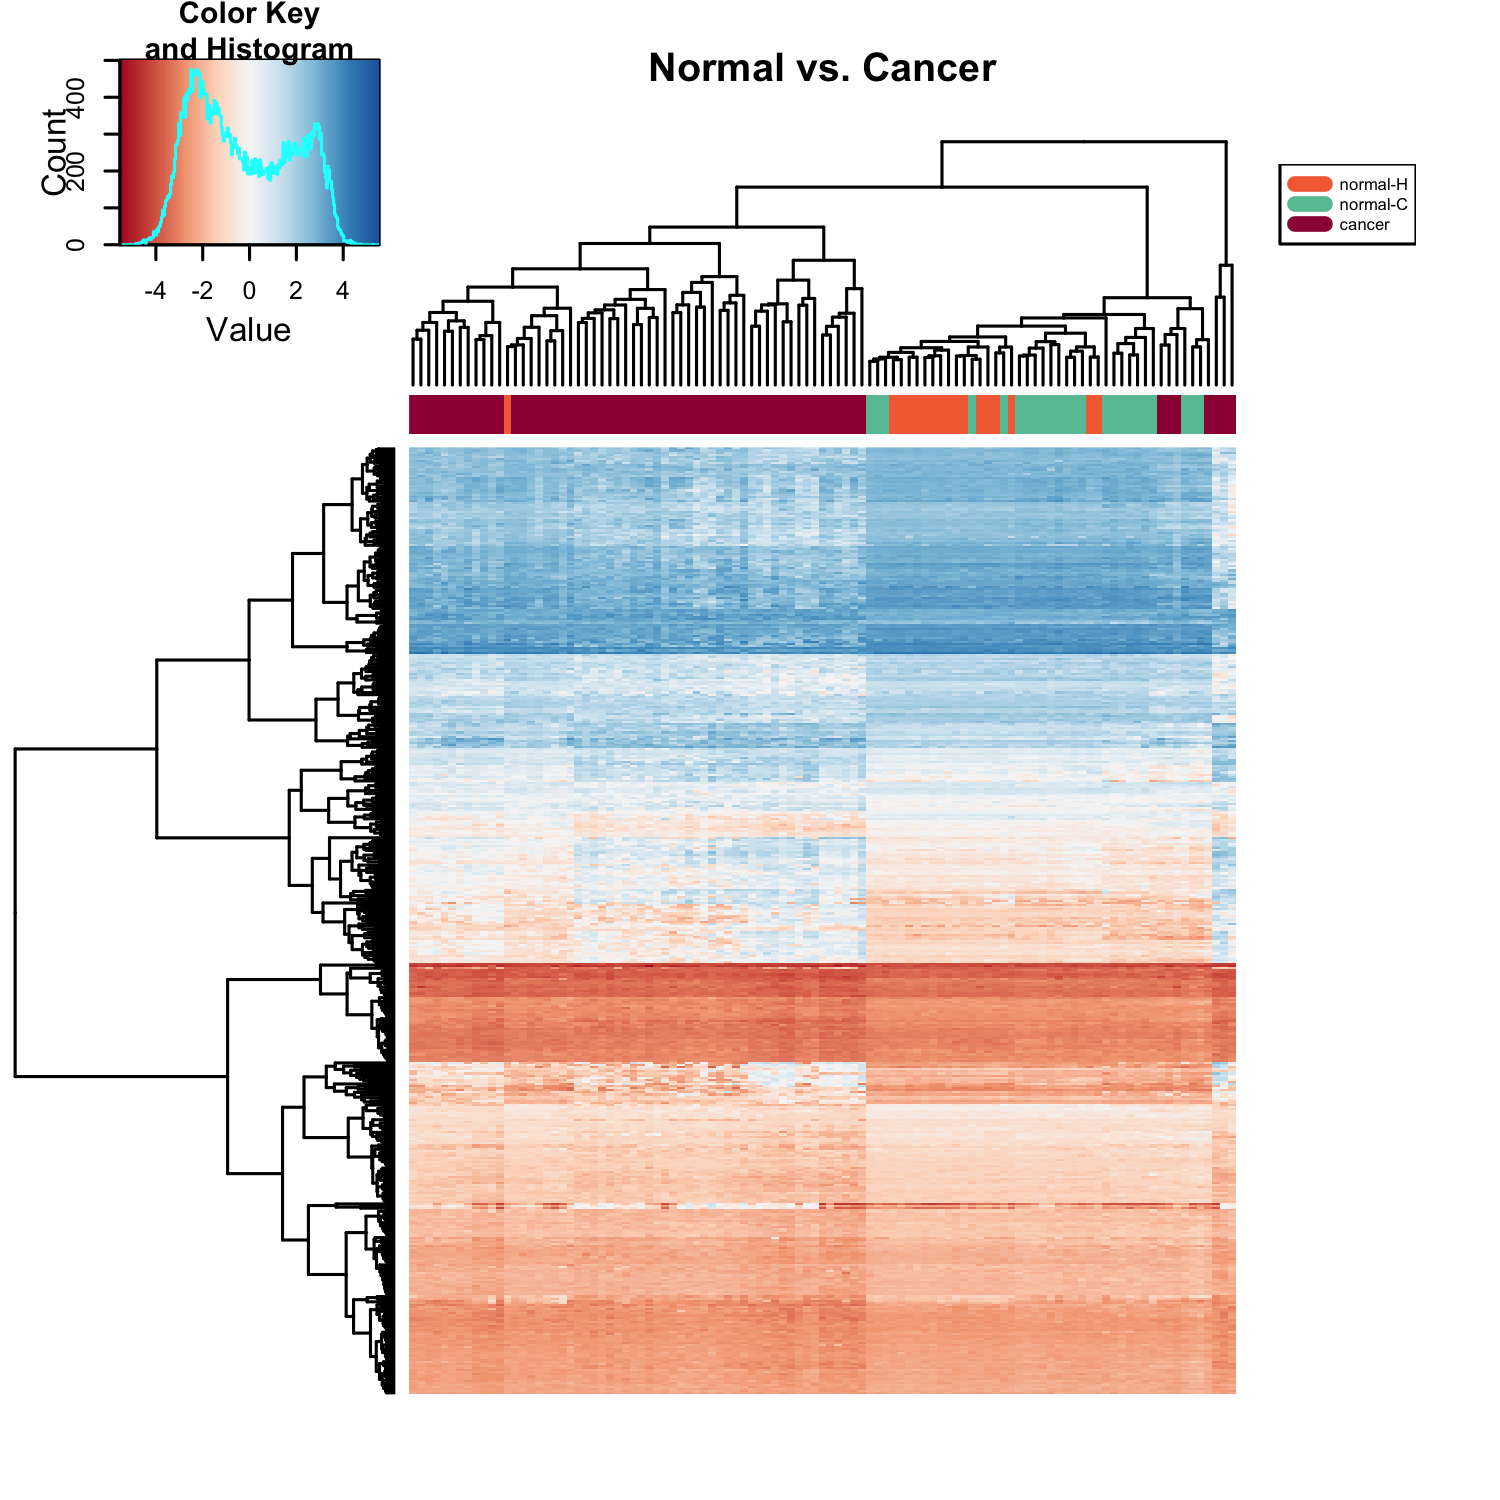 Color Key
and Histogram
Count
0
200
400
-4 -2 0 2 4
Value
Normal vs. Cancer
normal-H
normal-C
cancer